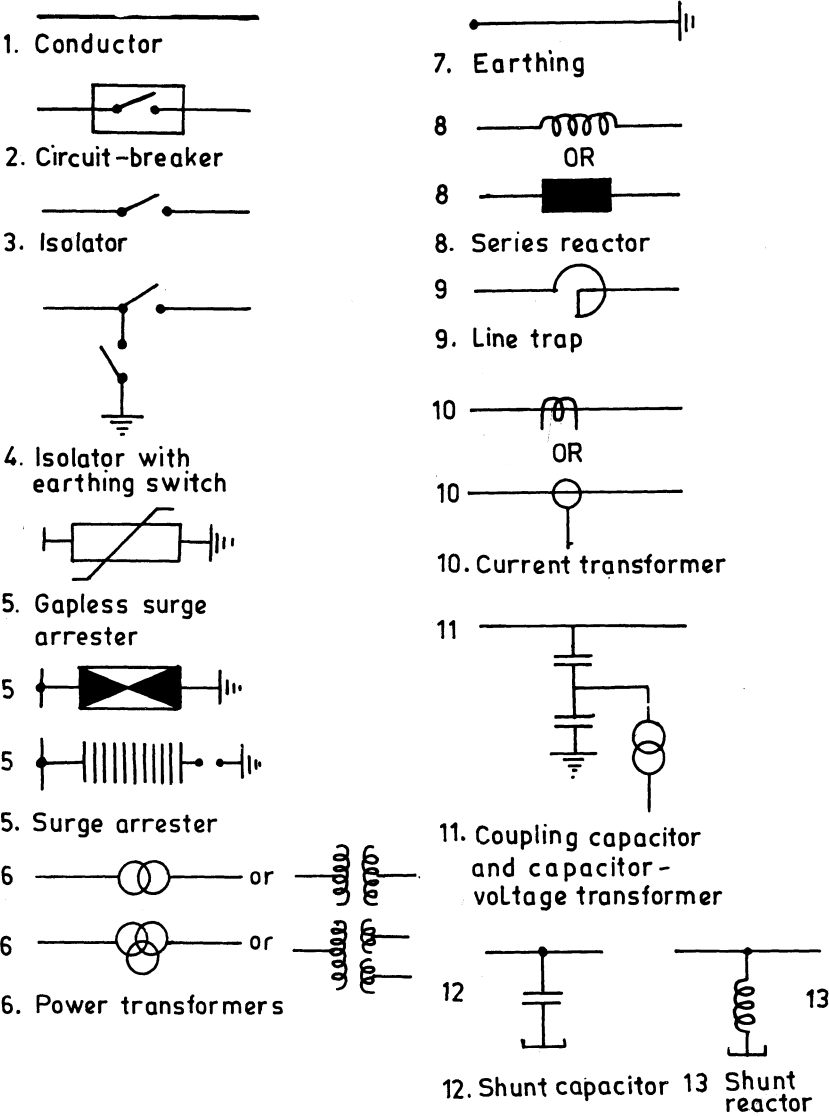 1. Conductor
2. Circuit-breaker
3. Isolator
4. Isolator with
earthing switch
5. Gapless surge
arrester
5
5
5. Surge arrester
6 or
6 or
6. Power transformers
7. Earthing
8
OR
8
8. Series reactor
9
9. Line trap
10
OR
10
10. Current transformer
11
11. Coupling capacitor
and capacitor-
voltage transformer
12
13
12. Shunt capacitor
13 Shunt
reactor